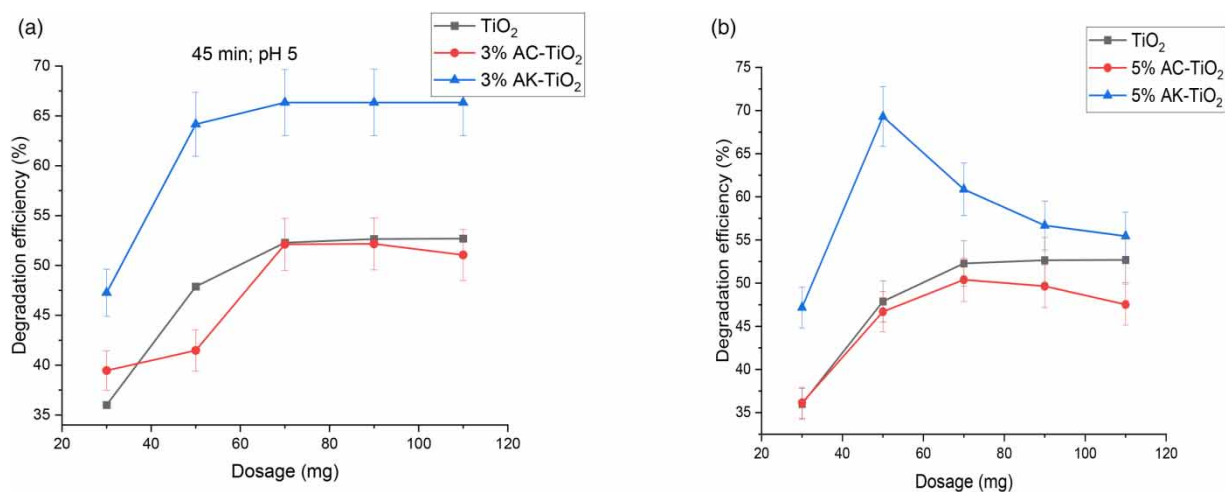 (a)
TiO₂
3% AC-TiO₂
3% AK-TiO₂
45 min; pH 5
70
65
60
55
50
45
40
35
Degradation efficiency (%)
20
40
60
80
100
120
Dosage (mg)
(b)
TiO₂
5% AC-TiO₂
5% AK-TiO₂
75
70
65
60
55
50
45
40
35
Degradation efficiency (%)
20
40
60
80
100
120
Dosage (mg)